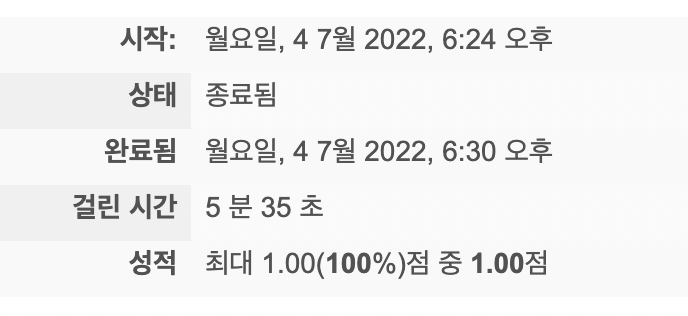 시작: 월요일, 4 7월 2022, 6:24 오후
상태 종료됨
완료됨 월요일, 4 7월 2022, 6:30 오후
걸린 시간 5 분 35 초
성적 최대 1.00(100%)점 중 1.00점